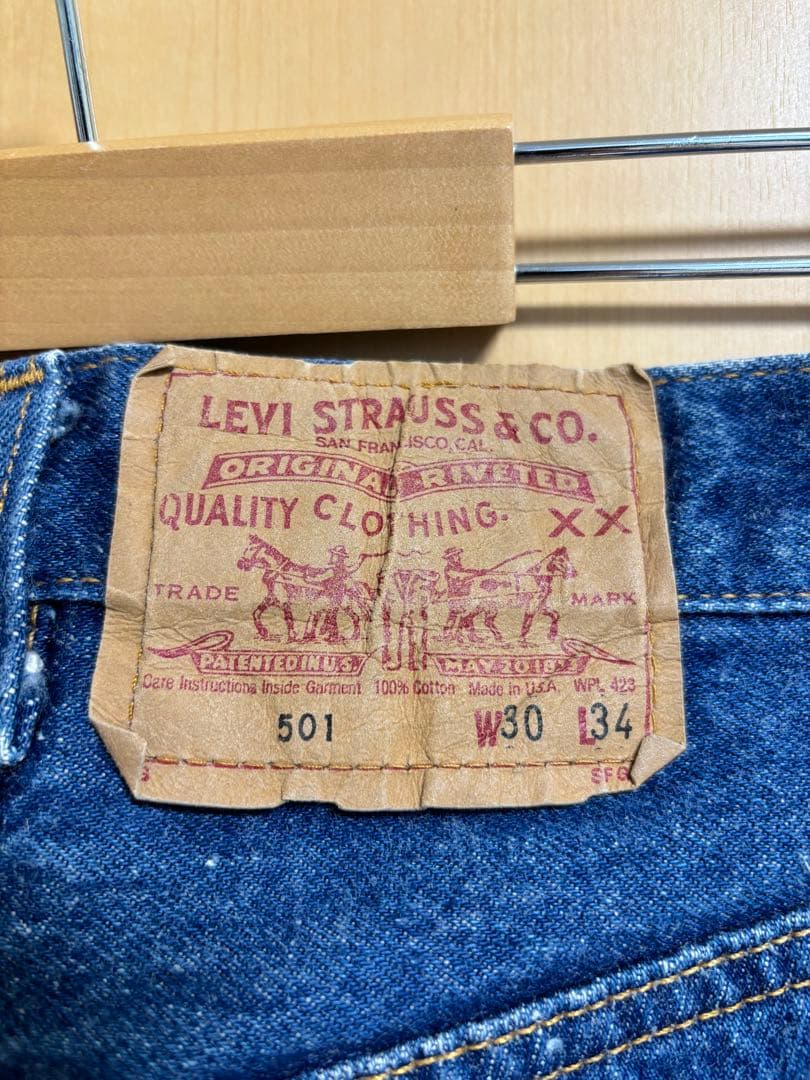 LEVI STRAUSS & CO.
SAN FRANCISCO, CAL.
ORIGINAL RIVETED
QUALITY CLOTHING. XX
TRADE MARK
PATENTED IN U.S. MAY 20 1873
Care Instructions Inside Garment 100% Cotton Made in U.S.A. WPL 423
501 W30 L34
S SFG